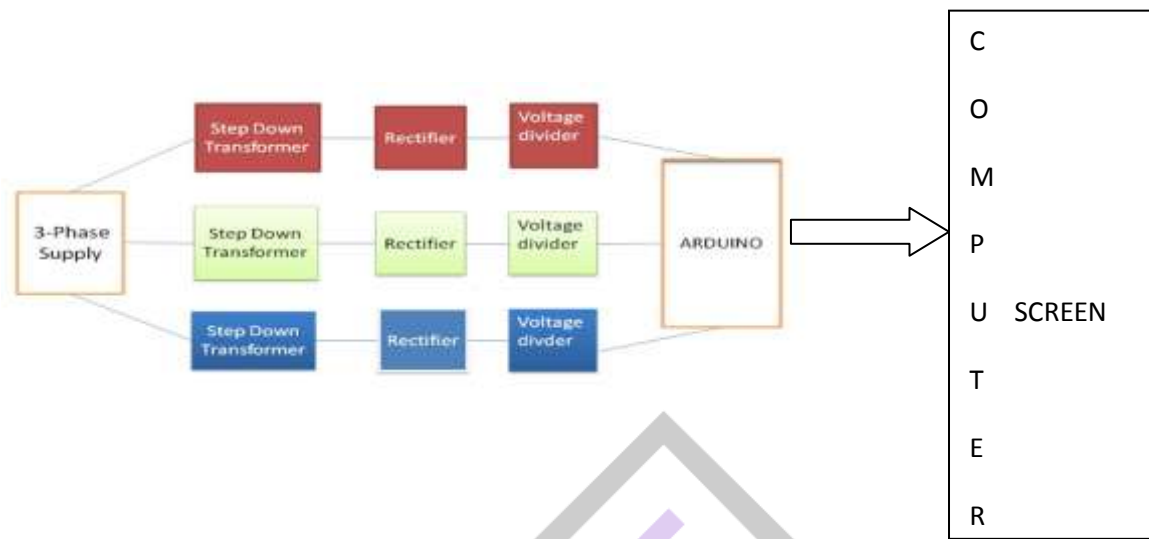 3-Phase
Supply
Step Down
Transformer
Rectifier
Voltage
divider
Step Down
Transformer
Rectifier
Voltage
divider
Step Down
Transformer
Rectifier
Voltage
divder
ARDUINO
C
O
M
P
U SCREEN
T
E
R